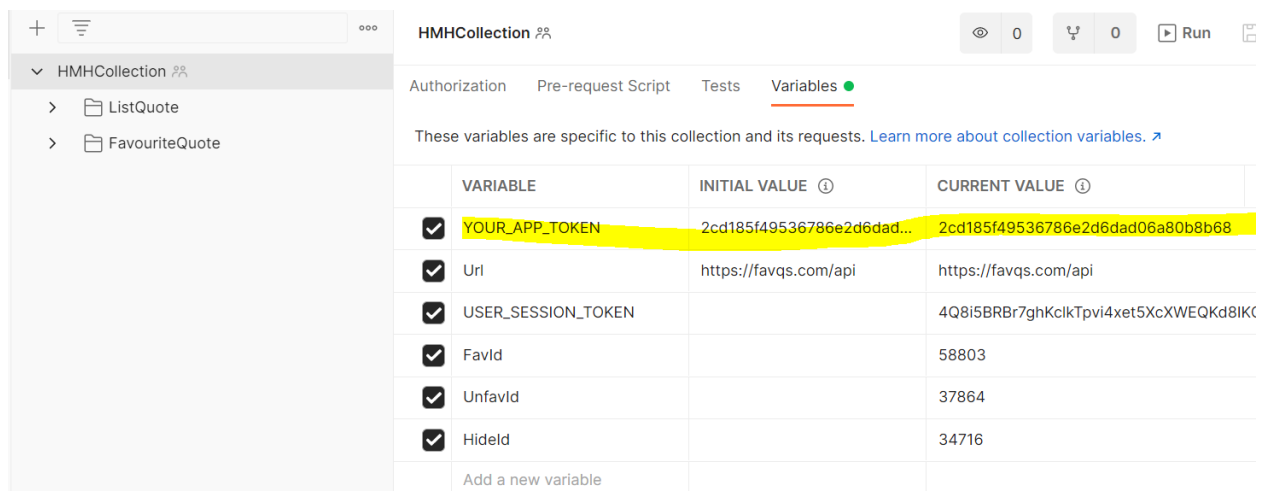 HMHCollection
0
0
Run
HMHCollection
ListQuote
FavouriteQuote
Authorization Pre-request Script Tests Variables
These variables are specific to this collection and its requests. Learn more about collection variables. ↗
VARIABLE INITIAL VALUE CURRENT VALUE
YOUR_APP_TOKEN 2cd185f49536786e2d6dad... 2cd185f49536786e2d6dad06a80b8b68
Url https://favqs.com/api https://favqs.com/api
USER_SESSION_TOKEN 4Q8i5BRBr7ghKclkTpvi4xet5XcXWEQKd8lK
FavId 58803
UnfavId 37864
HideId 34716
Add a new variable